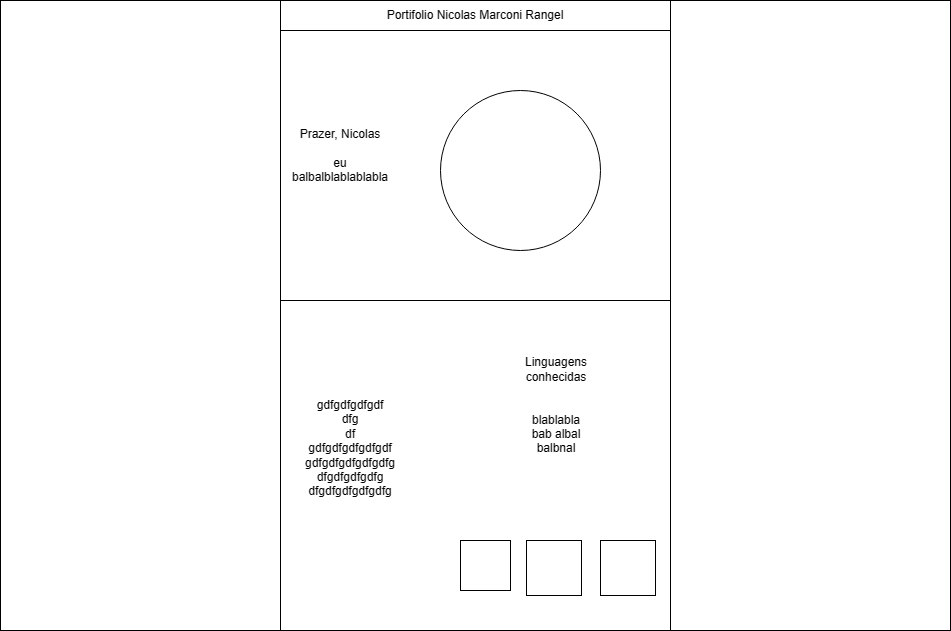 Portifolio Nicolas Marconi Rangel
Prazer, Nicolas
eu
balbalblablablabla
gdfgdfgdfgdf
dfg
df
gdfgdfgdfgdfgdf
gdfgdfgdfgdfgdfg
dfgdfgdfgdfg
dfgdfgdfgdfgdfg
Linguagens
conhecidas
blablabla
bab albal
balbnal